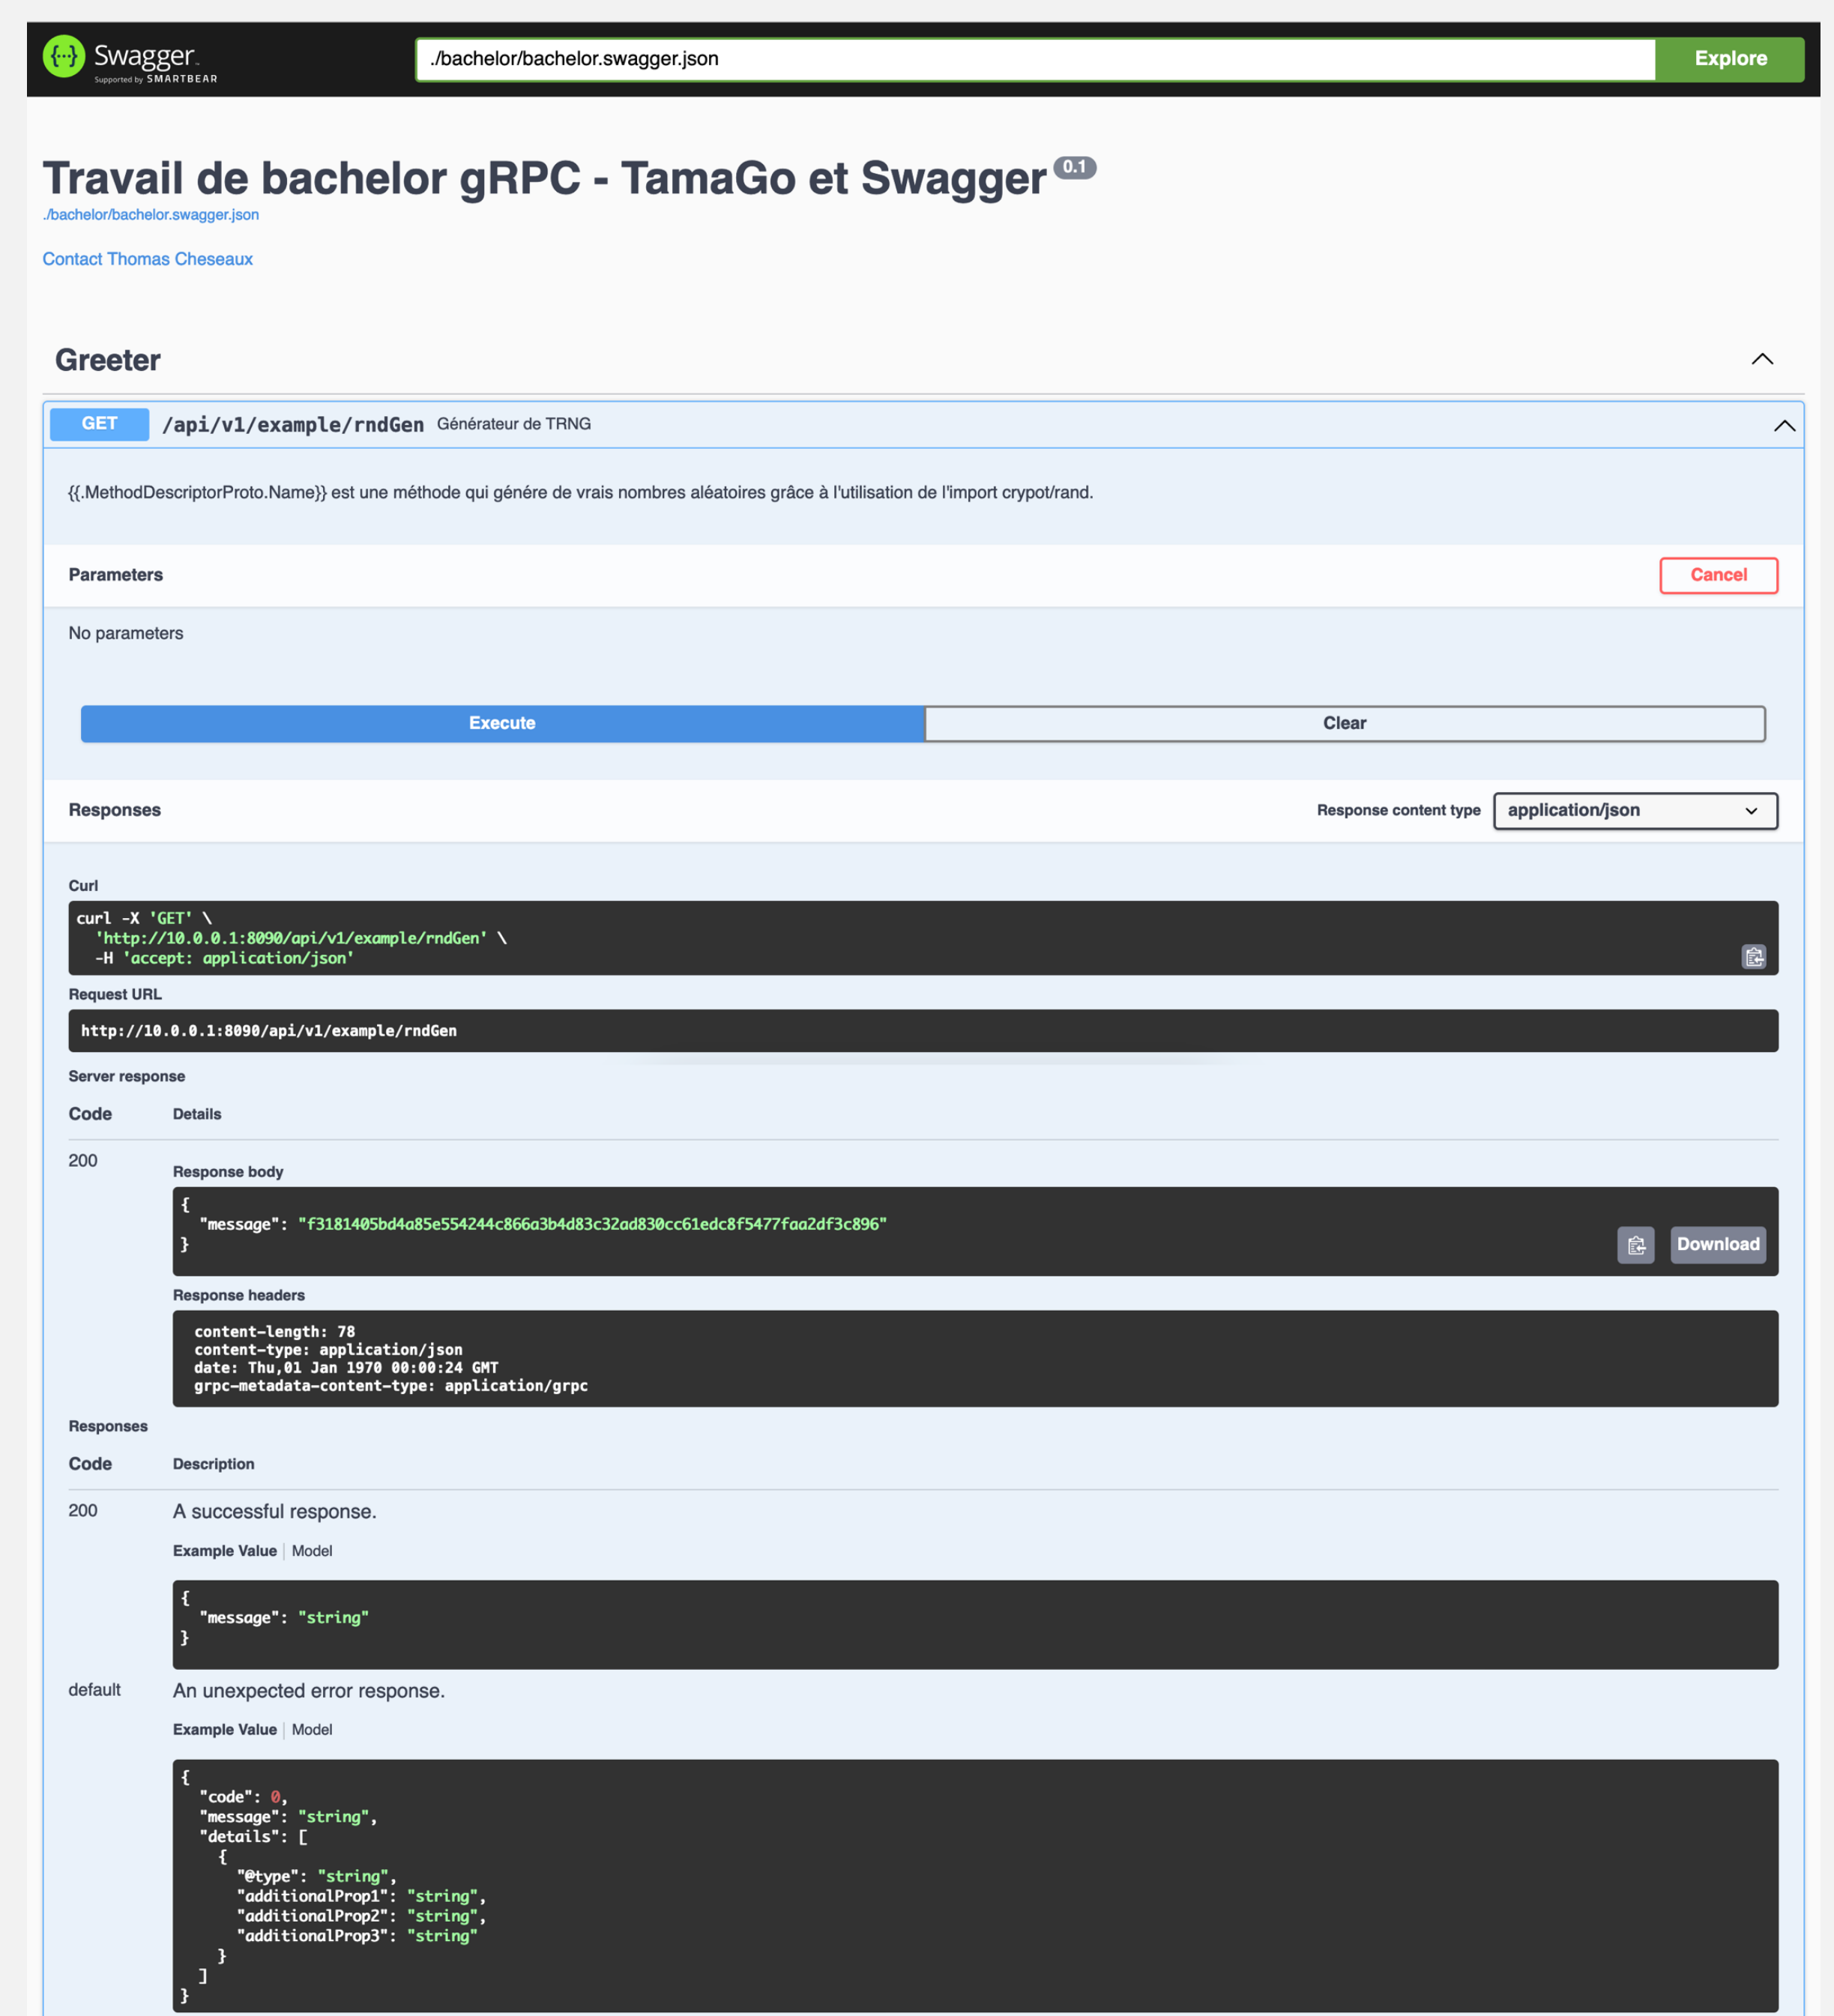 Swagger
Supported by SMARTBEAR
./bachelor/bachelor.swagger.json
Explore
Travail de bachelor gRPC - TamaGo et Swagger 0.1
./bachelor/bachelor.swagger.json
Contact Thomas Cheseaux
Greeter
GET /api/v1/example/rndGen Générateur de TRNG
{{.MethodDescriptorProto.Name}} est une méthode qui génére de vrais nombres aléatoires grâce à l'utilisation de l'import crypot/rand.
Parameters
Cancel
No parameters
Execute
Clear
Responses
Response content type
application/json
Curl
curl -X 'GET' \
'http://10.0.0.1:8090/api/v1/example/rndGen' \
-H 'accept: application/json'
Request URL
http://10.0.0.1:8090/api/v1/example/rndGen
Server response
Code Details
200
Response body
{
"message": "f3181405bd4a85e554244c866a3b4d83c32ad830cc61edc8f5477faa2df3c896"
}
Download
Response headers
content-length: 78
content-type: application/json
date: Thu,01 Jan 1970 00:00:24 GMT
grpc-metadata-content-type: application/grpc
Responses
Code Description
200 A successful response.
Example Value Model
{
"message": "string"
}
default An unexpected error response.
Example Value Model
{
"code": 0,
"message": "string",
"details": [
{
"@type": "string",
"additionalProp1": "string",
"additionalProp2": "string",
"additionalProp3": "string"
}
]
}